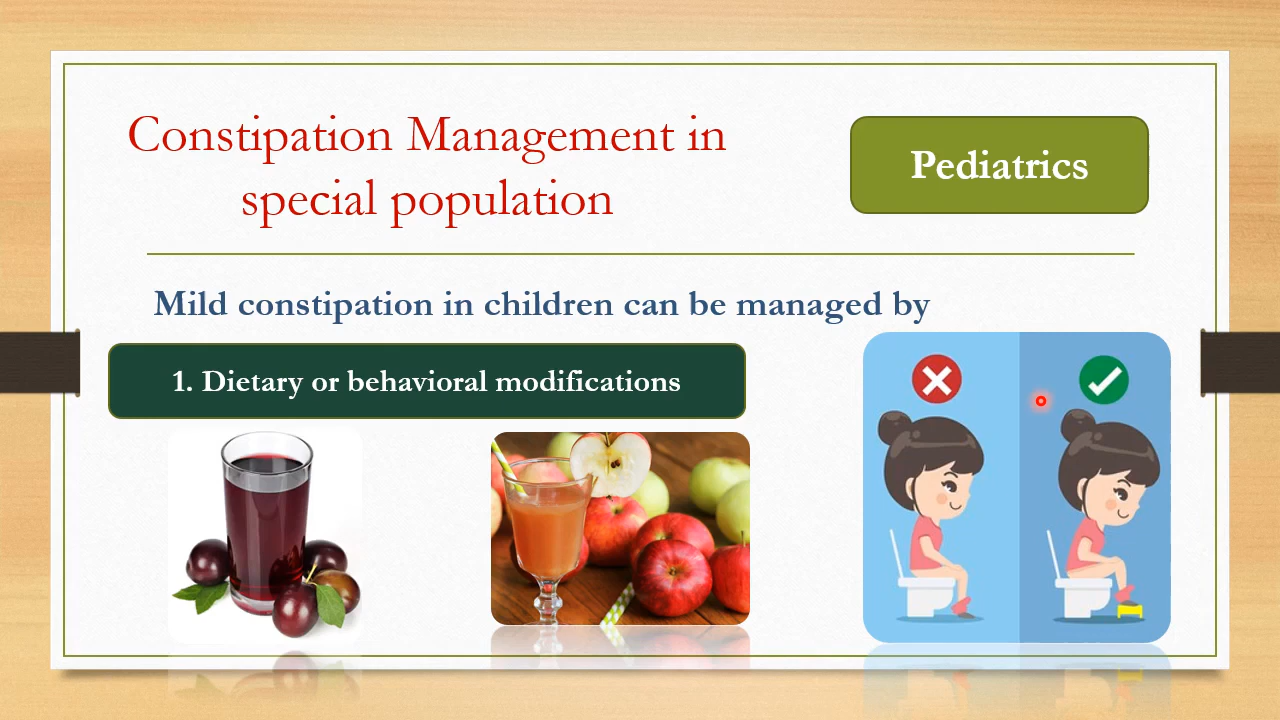 Constipation Management in
special population
Pediatrics
Mild constipation in children can be managed by
1. Dietary or behavioral modifications